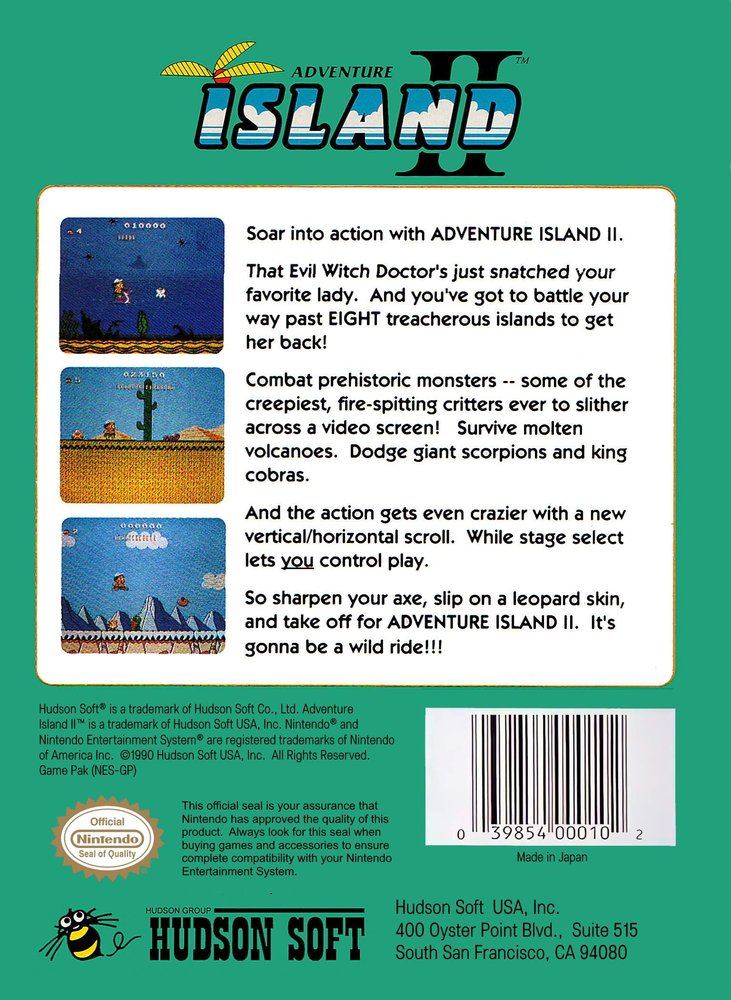 ADVENTURE
ISLAND II ™
Soar into action with ADVENTURE ISLAND II.
That Evil Witch Doctor's just snatched your
favorite lady. And you've got to battle your
way past EIGHT treacherous islands to get
her back!
Combat prehistoric monsters -- some of the
creepiest, fire-spitting critters ever to slither
across a video screen! Survive molten
volcanoes. Dodge giant scorpions and king
cobras.
And the action gets even crazier with a new
vertical/horizontal scroll. While stage select
lets you control play.
So sharpen your axe, slip on a leopard skin,
and take off for ADVENTURE ISLAND II. It's
gonna be a wild ride!!!
Hudson Soft® is a trademark of Hudson Soft Co., Ltd. Adventure
Island II™ is a trademark of Hudson Soft USA, Inc. Nintendo® and
Nintendo Entertainment System® are registered trademarks of Nintendo
of America Inc. ©1990 Hudson Soft USA, Inc. All Rights Reserved.
Game Pak (NES-GP)
Official
Nintendo
Seal of Quality
This official seal is your assurance that
Nintendo has approved the quality of this
product. Always look for this seal when
buying games and accessories to ensure
complete compatibility with your Nintendo
Entertainment System.
0 39854 00010 2
Made in Japan
HUDSON GROUP
HUDSON SOFT
Hudson Soft USA, Inc.
400 Oyster Point Blvd., Suite 515
South San Francisco, CA 94080